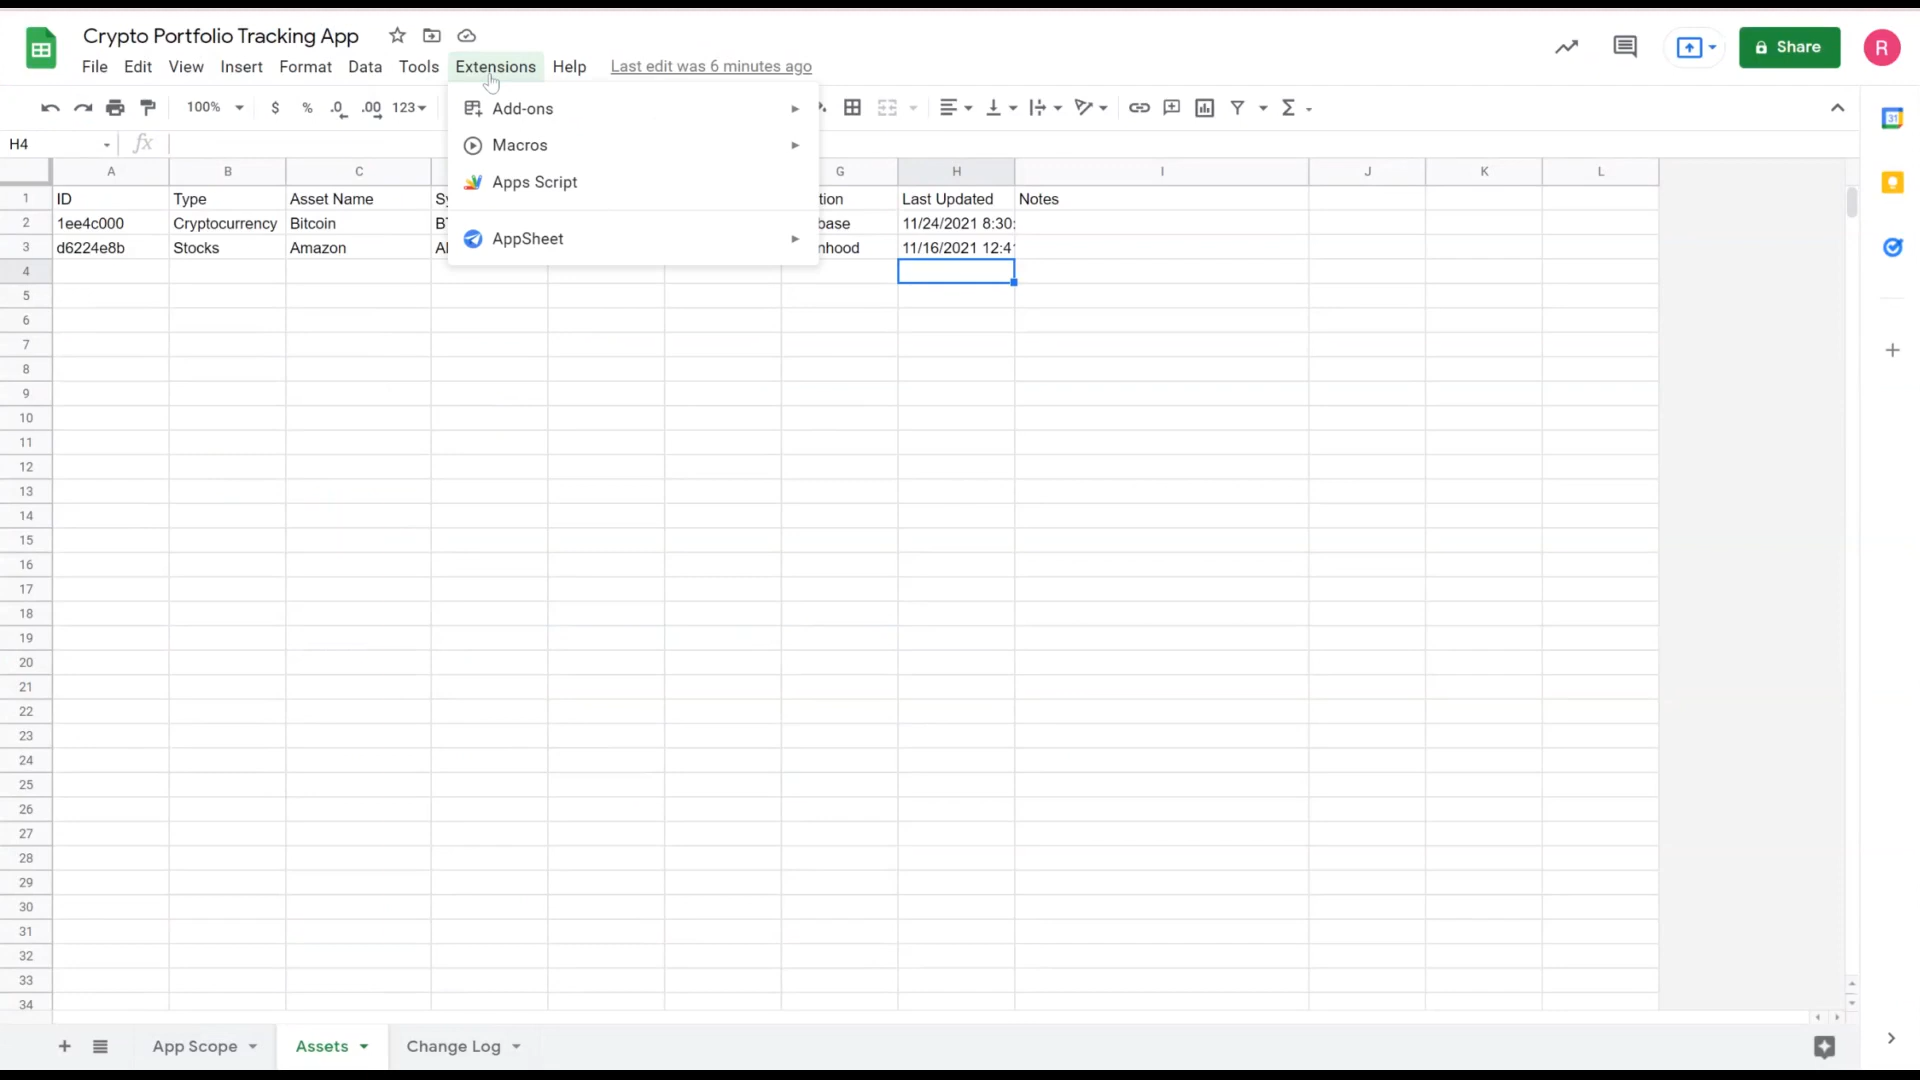 Crypto Portfolio Tracking App
Share
R
File Edit View Insert Format Data Tools Extensions Help Last edit was 6 minutes ago
100% $ % .0 .00 123
Add-ons
Macros
Apps Script
AppSheet
H4 fx
A B C G H I J K L
1 ID Type Asset Name Sy tion Last Updated Notes
2 1ee4c000 Cryptocurrency Bitcoin B base 11/24/2021 8:30:
3 d6224e8b Stocks Amazon A nhood 11/16/2021 12:4
4
5
6
7
8
9
10
11
12
13
14
15
16
17
18
19
20
21
22
23
24
25
26
27
28
29
30
31
32
33
34
App Scope Assets Change Log
31